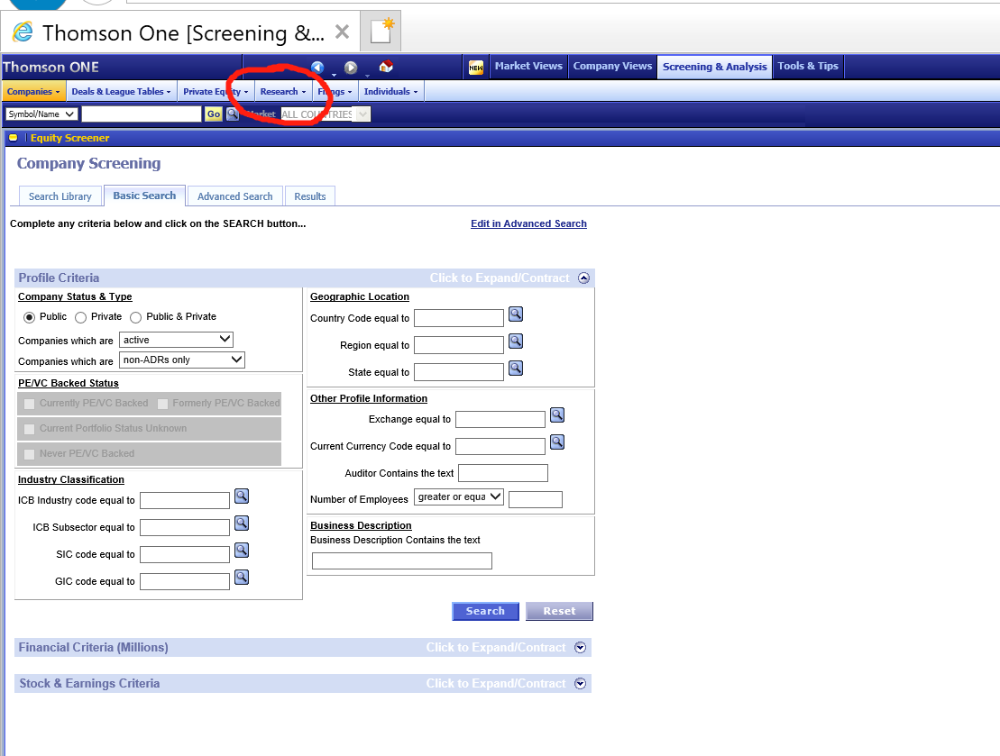 Thomson One [Screening &...
Thomson ONE
NEW Market Views Company Views Screening & Analysis Tools & Tips
Companies Deals & League Tables Private Equity Research Filings Individuals
Symbol/Name Go Market ALL COUNTRIES
Equity Screener
Company Screening
Search Library Basic Search Advanced Search Results
Complete any criteria below and click on the SEARCH button... Edit in Advanced Search
Profile Criteria Click to Expand/Contract
Company Status & Type
Public Private Public & Private
Companies which are active
Companies which are non-ADRs only
PE/VC Backed Status
Currently PE/VC Backed Formerly PE/VC Backed
Current Portfolio Status Unknown
Never PE/VC Backed
Industry Classification
ICB Industry code equal to
ICB Subsector equal to
SIC code equal to
GIC code equal to
Geographic Location
Country Code equal to
Region equal to
State equal to
Other Profile Information
Exchange equal to
Current Currency Code equal to
Auditor Contains the text
Number of Employees greater or equa
Business Description
Business Description Contains the text
Search Reset
Financial Criteria (Millions) Click to Expand/Contract
Stock & Earnings Criteria Click to Expand/Contract